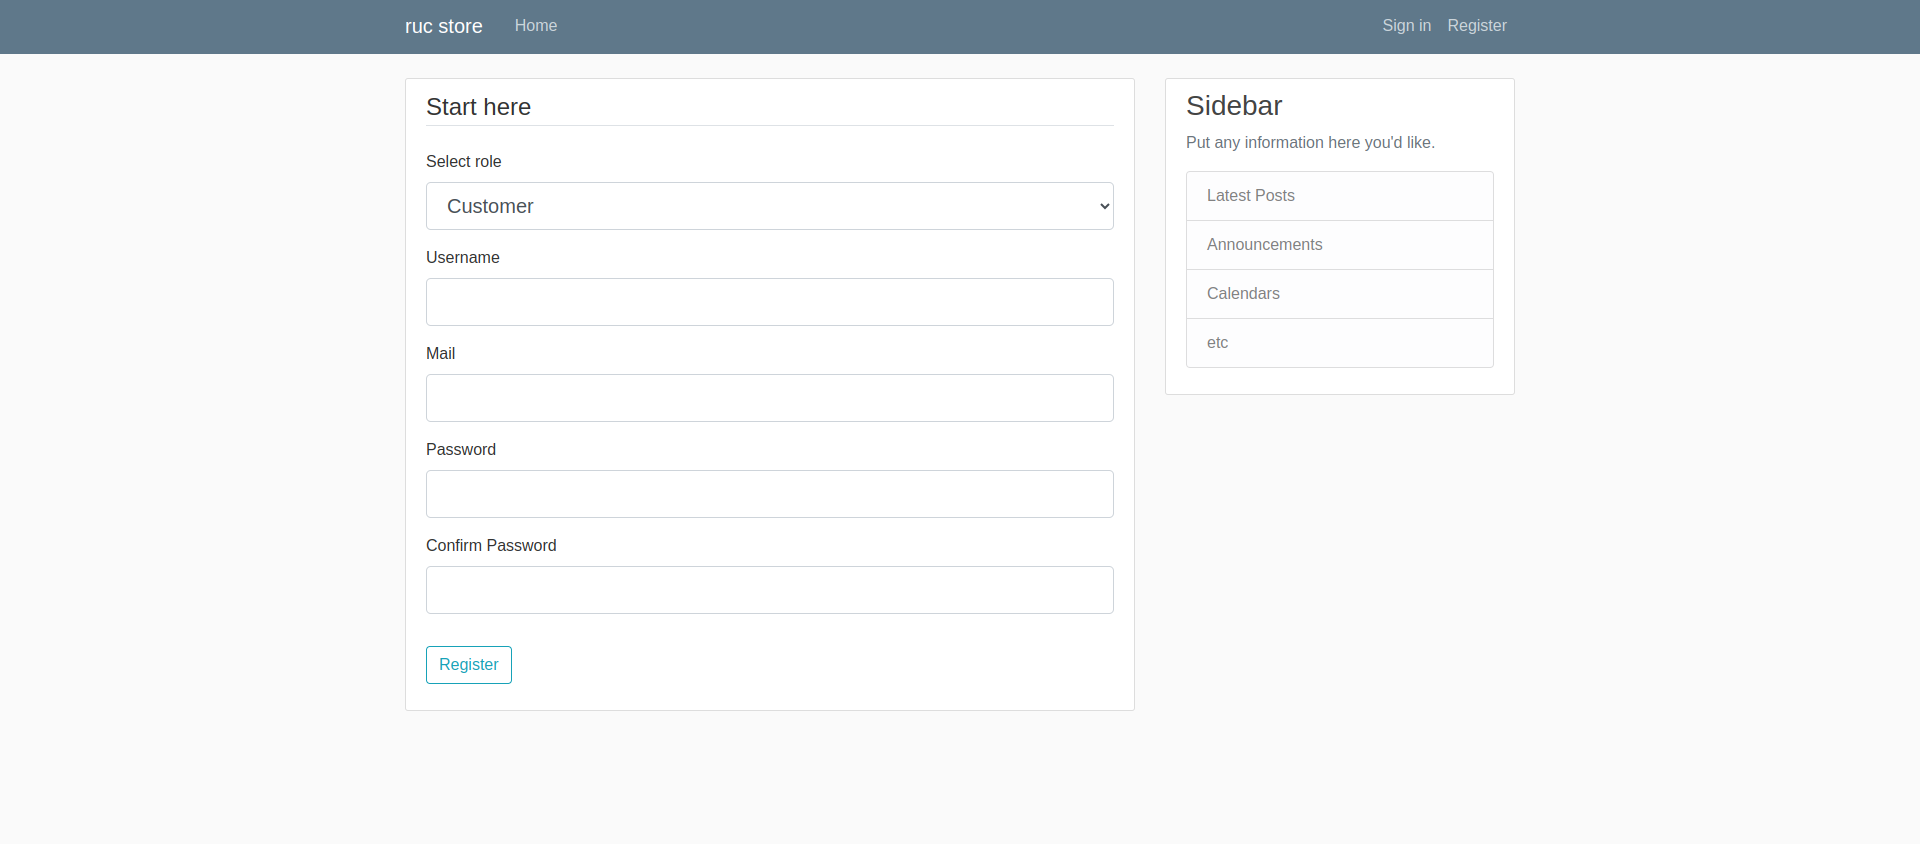 ruc store Home Sign in Register
Start here
Select role
Customer
Username
Mail
Password
Confirm Password
Register
Sidebar
Put any information here you'd like.
Latest Posts
Announcements
Calendars
etc